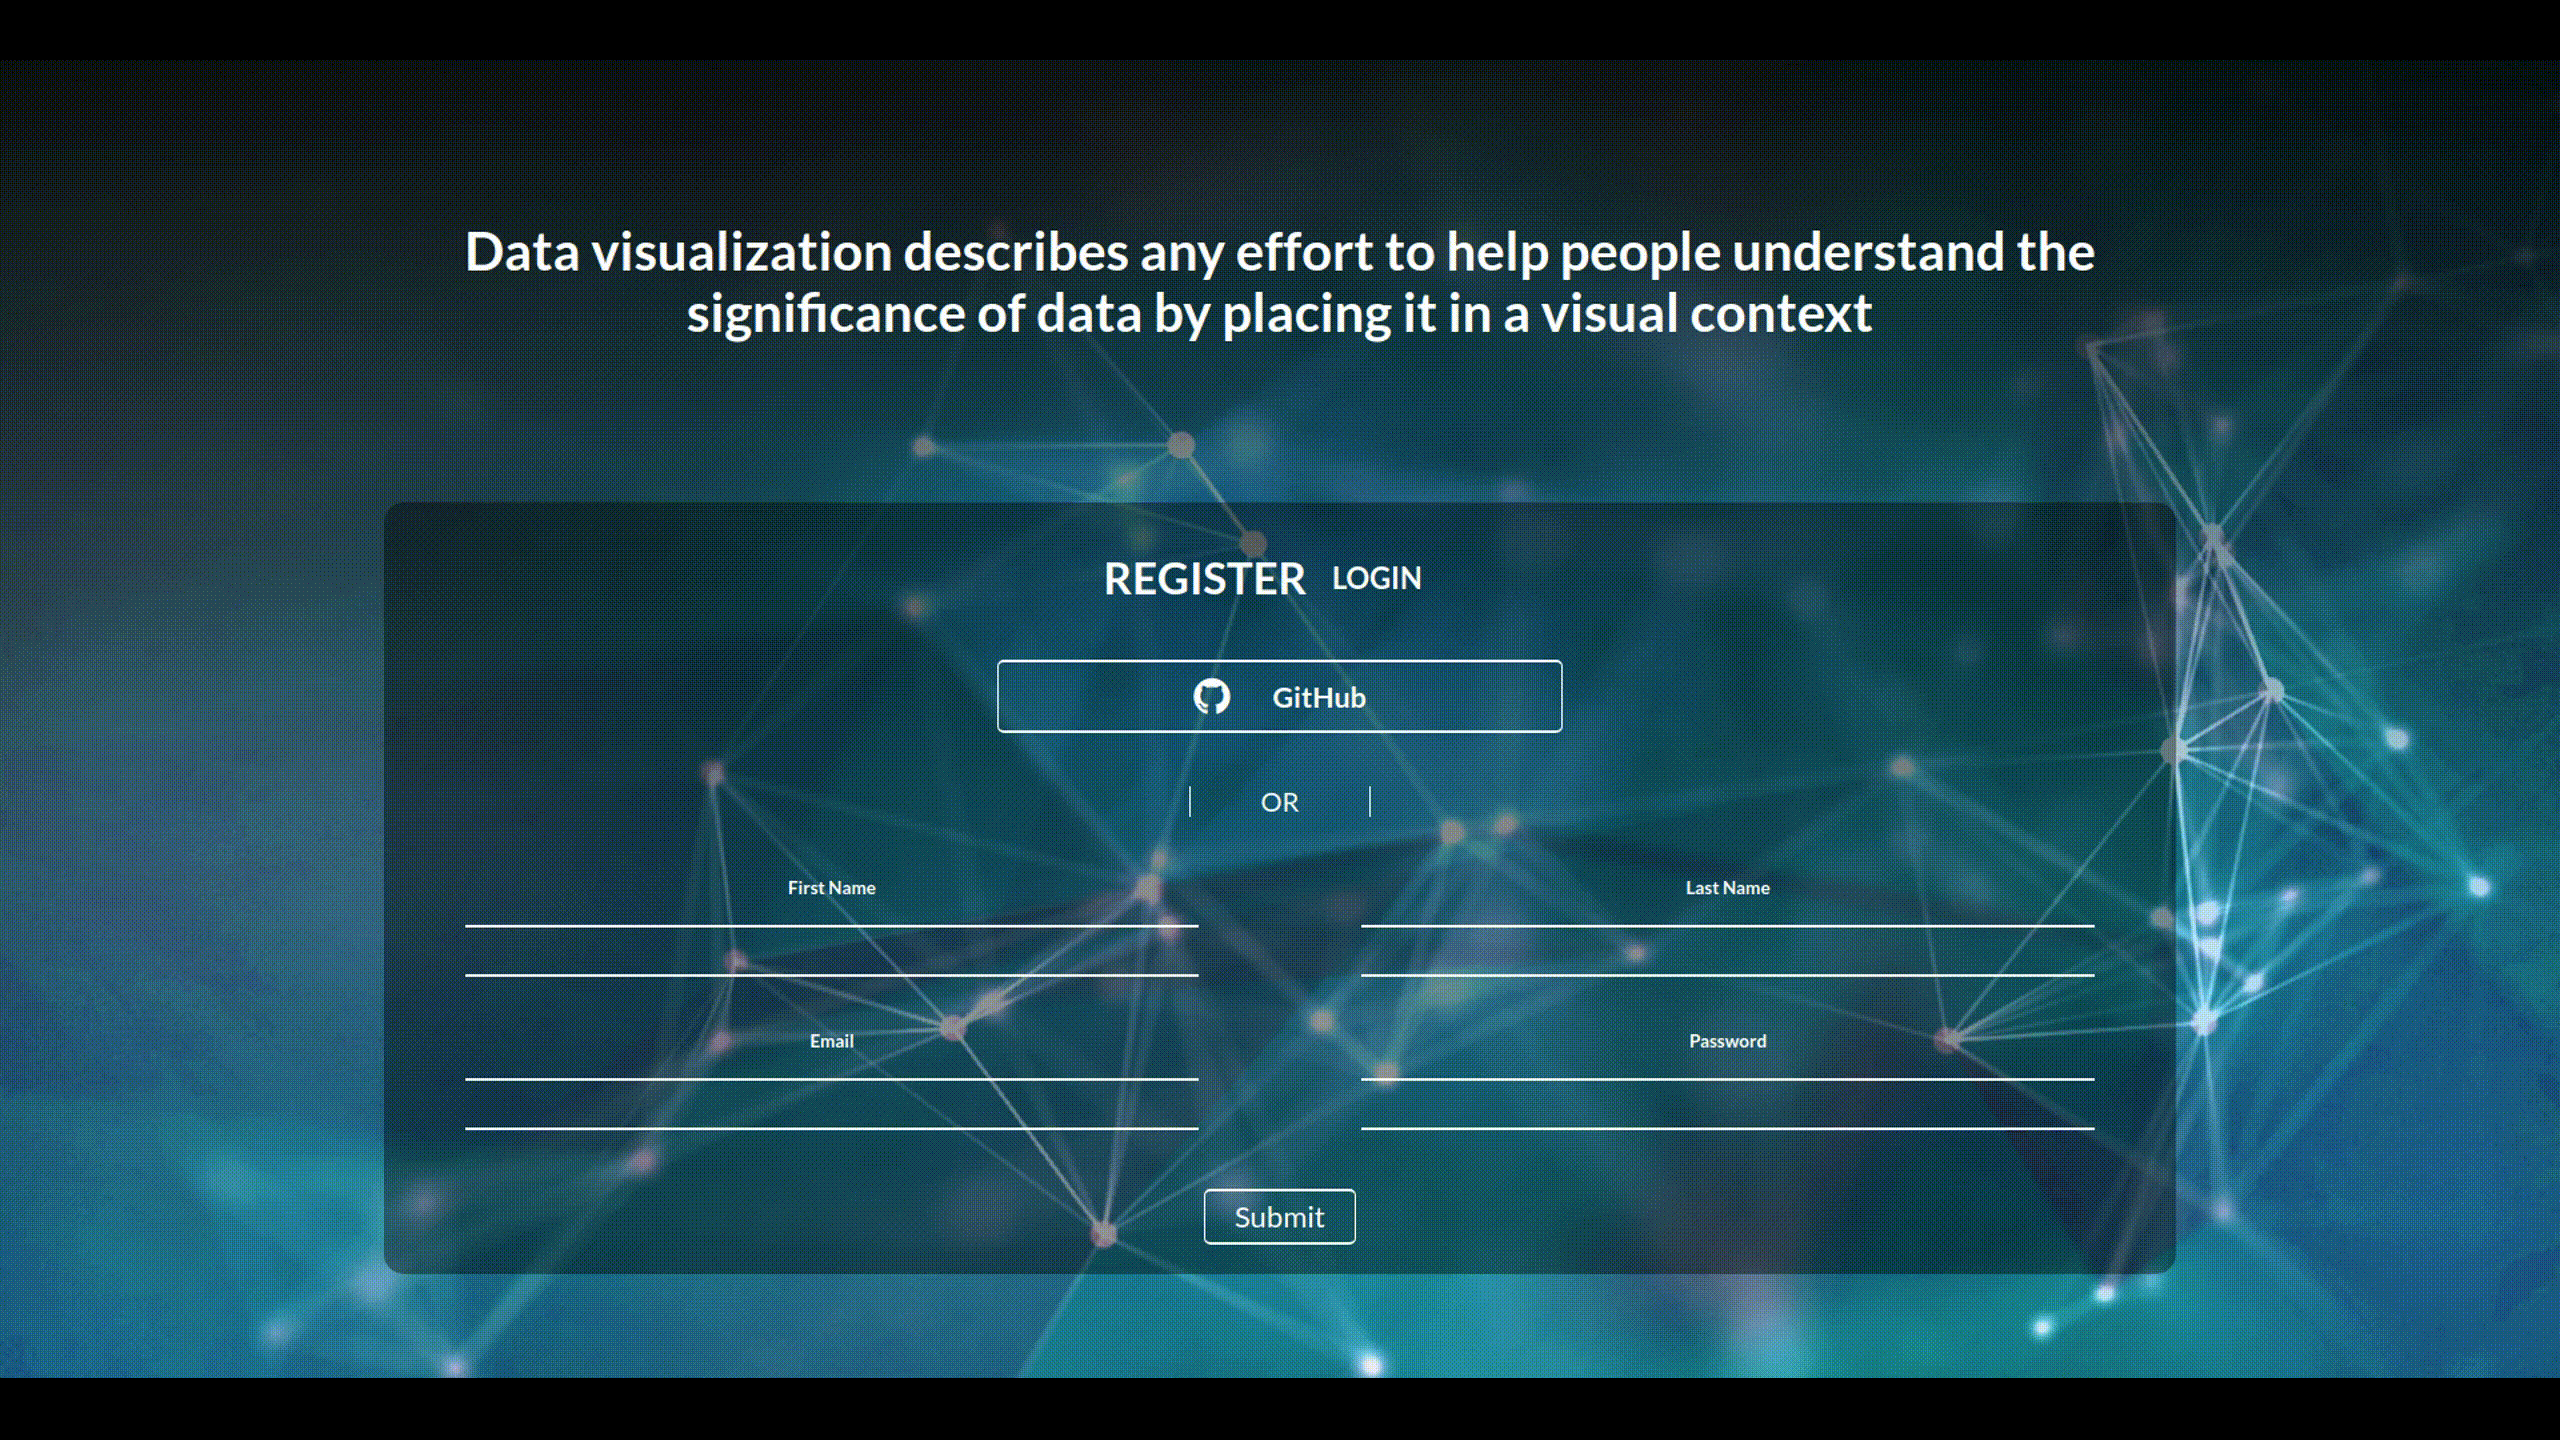 Data visualization describes any effort to help people understand the
significance of data by placing it in a visual context
REGISTER LOGIN
GitHub
OR
First Name Last Name
Email Password
Submit